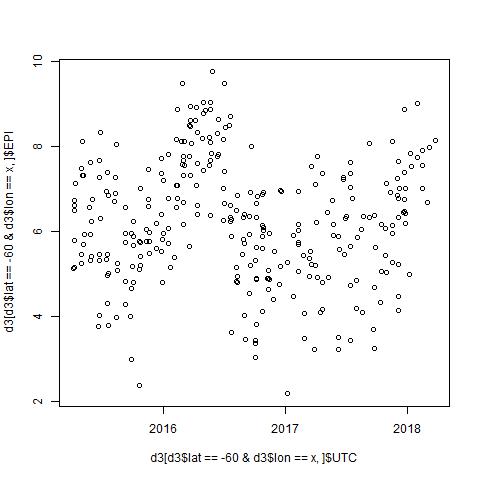 d3[d3$lat == -60 & d3$lon == x, ]$EPI
10
8
6
4
2
2016 2017 2018
d3[d3$lat == -60 & d3$lon == x, ]$UTC